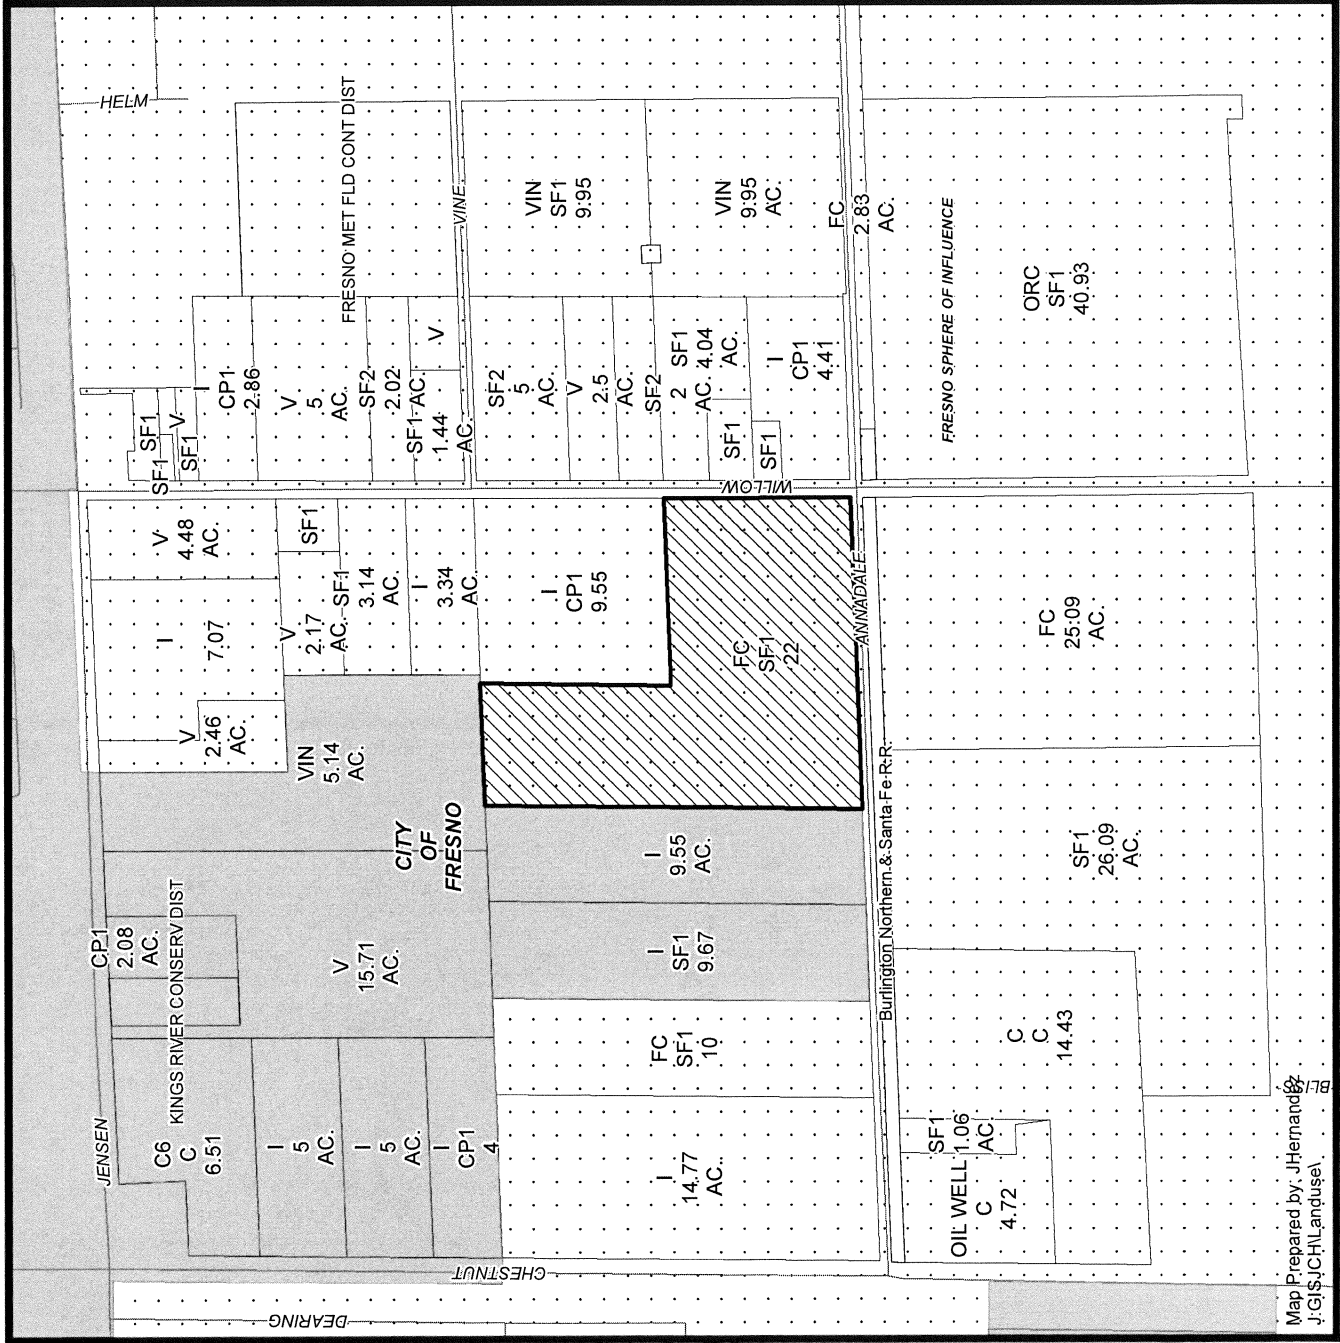 HELM
FRESNO MET FLD CONT DIST
VINE
VIN
SF1
9.95
VIN
9.95
AC.
FC
2.83
AC.
FRESNO SPHERE OF INFLUENCE
ORC
SF1
40.93
SF1
V
SF1
SF1
I
CP1
2.86
V
5
AC.
SF2
2.02
AC.
V
SF1
1.44
AC.
SF2
5
AC.
V
2.5
AC.
SF2
2
AC.
SF1
4.04
AC.
I
CP1
4.41
SF1
SF1
WILLOW
V
4.48
AC.
I
7.07
V
2.46
AC.
SF1
V
2.17
AC.
SF1
3.14
AC.
I
3.34
AC.
I
CP1
9.55
FC
SF1
22
ANNADALE
FC
25.09
AC.
VIN
5.14
AC.
CITY
OF
FRESNO
I
9.55
AC.
I
SF1
9.67
Burlington Northern & Santa Fe R.R.
SF1
26.09
AC.
CP1
2.08
AC.
KINGS RIVER CONSERV DIST
V
15.71
AC.
FC
SF1
10
C
C
14.43
JENSEN
C6
C
6.51
I
5
AC.
I
5
AC.
I
CP1
4
I
14.77
AC.
SF1
1.06
AC.
OIL WELL
C
4.72
BLISS
CHESTNUT
DEARING
Map Prepared by: JHernandez
J:GISJCH\Landuse\